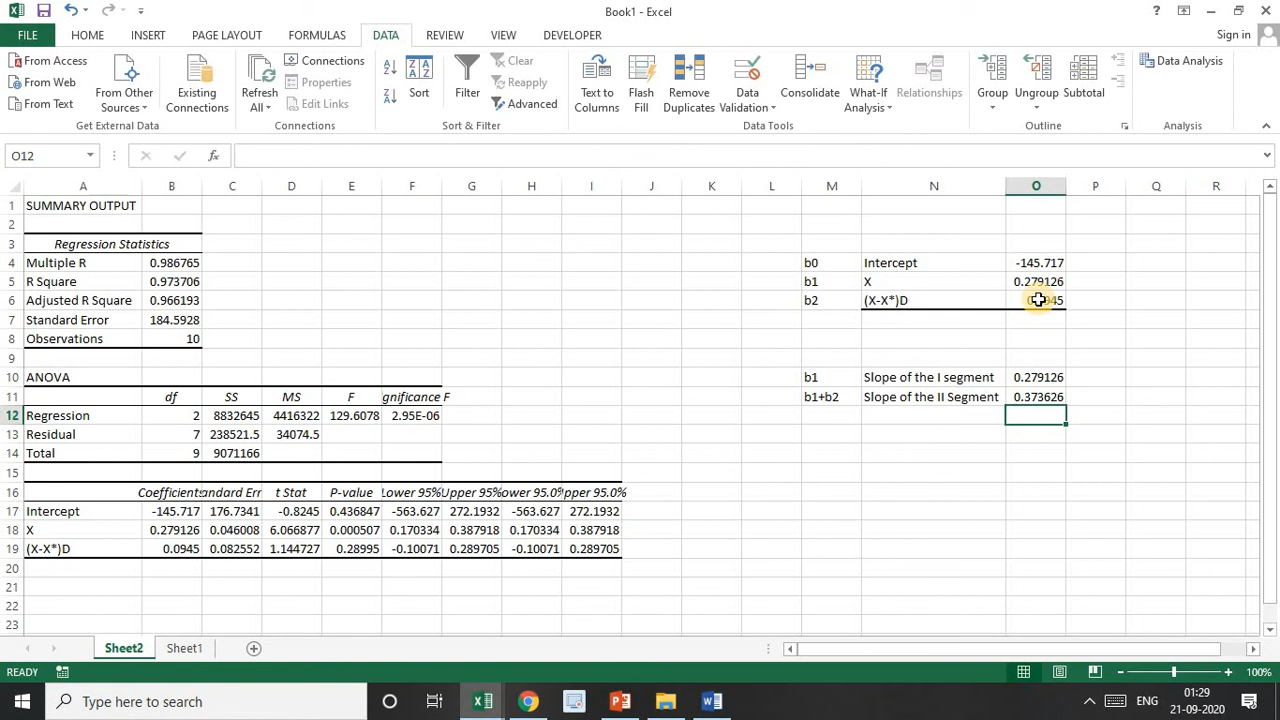 Book1 - Excel
FILE HOME INSERT PAGE LAYOUT FORMULAS DATA REVIEW VIEW DEVELOPER Sign in
From Access
From Web
From Text
From Other Sources
Existing Connections
Get External Data
Refresh All
Connections
Properties
Edit Links
Connections
Sort
Filter
Clear
Reapply
Advanced
Sort & Filter
Text to Columns
Flash Fill
Remove Duplicates
Data Validation
Consolidate
What-If Analysis
Relationships
Data Tools
Group
Ungroup
Subtotal
Outline
Data Analysis
Analysis
O12 fx
A B C D E F G H I J K L M N O P Q R
1 SUMMARY OUTPUT
2
3 Regression Statistics
4 Multiple R 0.986765 b0 Intercept -145.717
5 R Square 0.973706 b1 X 0.279126
6 Adjusted R Square 0.966193 b2 (X-X*)D
7 Standard Error 184.5928
8 Observations 10
9
10 ANOVA b1 Slope of the I segment 0.279126
11 df SS MS F gnificance F b1+b2 Slope of the II Segment 0.373626
12 Regression 2 8832645 4416322 129.6078 2.95E-06
13 Residual 7 238521.5 34074.5
14 Total 9 9071166
15
16 Coefficients tandard Err t Stat P-value Lower 95% Upper 95% ower 95.0% Ipper 95.0%
17 Intercept -145.717 176.7341 -0.8245 0.436847 -563.627 272.1932 -563.627 272.1932
18 X 0.279126 0.046008 6.066877 0.000507 0.170334 0.387918 0.170334 0.387918
19 (X-X*)D 0.0945 0.082552 1.144727 0.28995 -0.10071 0.289705 -0.10071 0.289705
20
21
22
23
Sheet2 Sheet1
READY 100%
Type here to search
ENG
01:29
21-09-2020